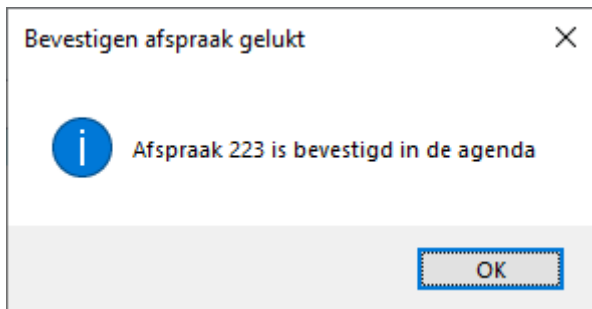 Bevestigen afspraak gelukt
Afspraak 223 is bevestigd in de agenda
OK